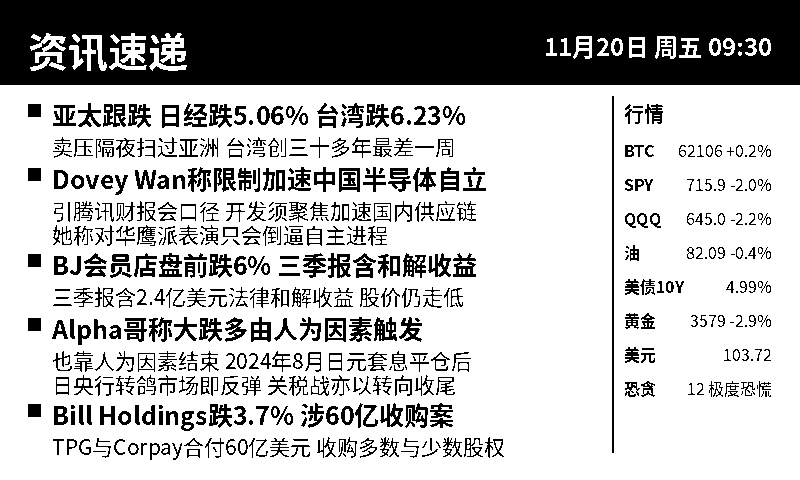 资讯速递
11月20日 周五 09:30
亚太跟跌 日经跌5.06% 台湾跌6.23%
卖压隔夜扫过亚洲 台湾创三十多年最差一周
Dovey Wan称限制加速中国半导体自立
引腾讯财报会口径 开发须聚焦加速国内供应链
她称对华鹰派表演只会倒逼自主进程
BJ会员店盘前跌6% 三季报含和解收益
三季报含2.4亿美元法律和解收益 股价仍走低
Alpha哥称大跌多由人为因素触发
也靠人为因素结束 2024年8月日元套息平仓后
日央行转鸽市场即反弹 关税战亦以转向收尾
Bill Holdings跌3.7% 涉60亿收购案
TPG与Corpay合付60亿美元 收购多数与少数股权
行情
BTC 62106 +0.2%
SPY 715.9 -2.0%
QQQ 645.0 -2.2%
油 82.09 -0.4%
美债10Y 4.99%
黄金 3579 -2.9%
美元 103.72
恐贪 12 极度恐慌